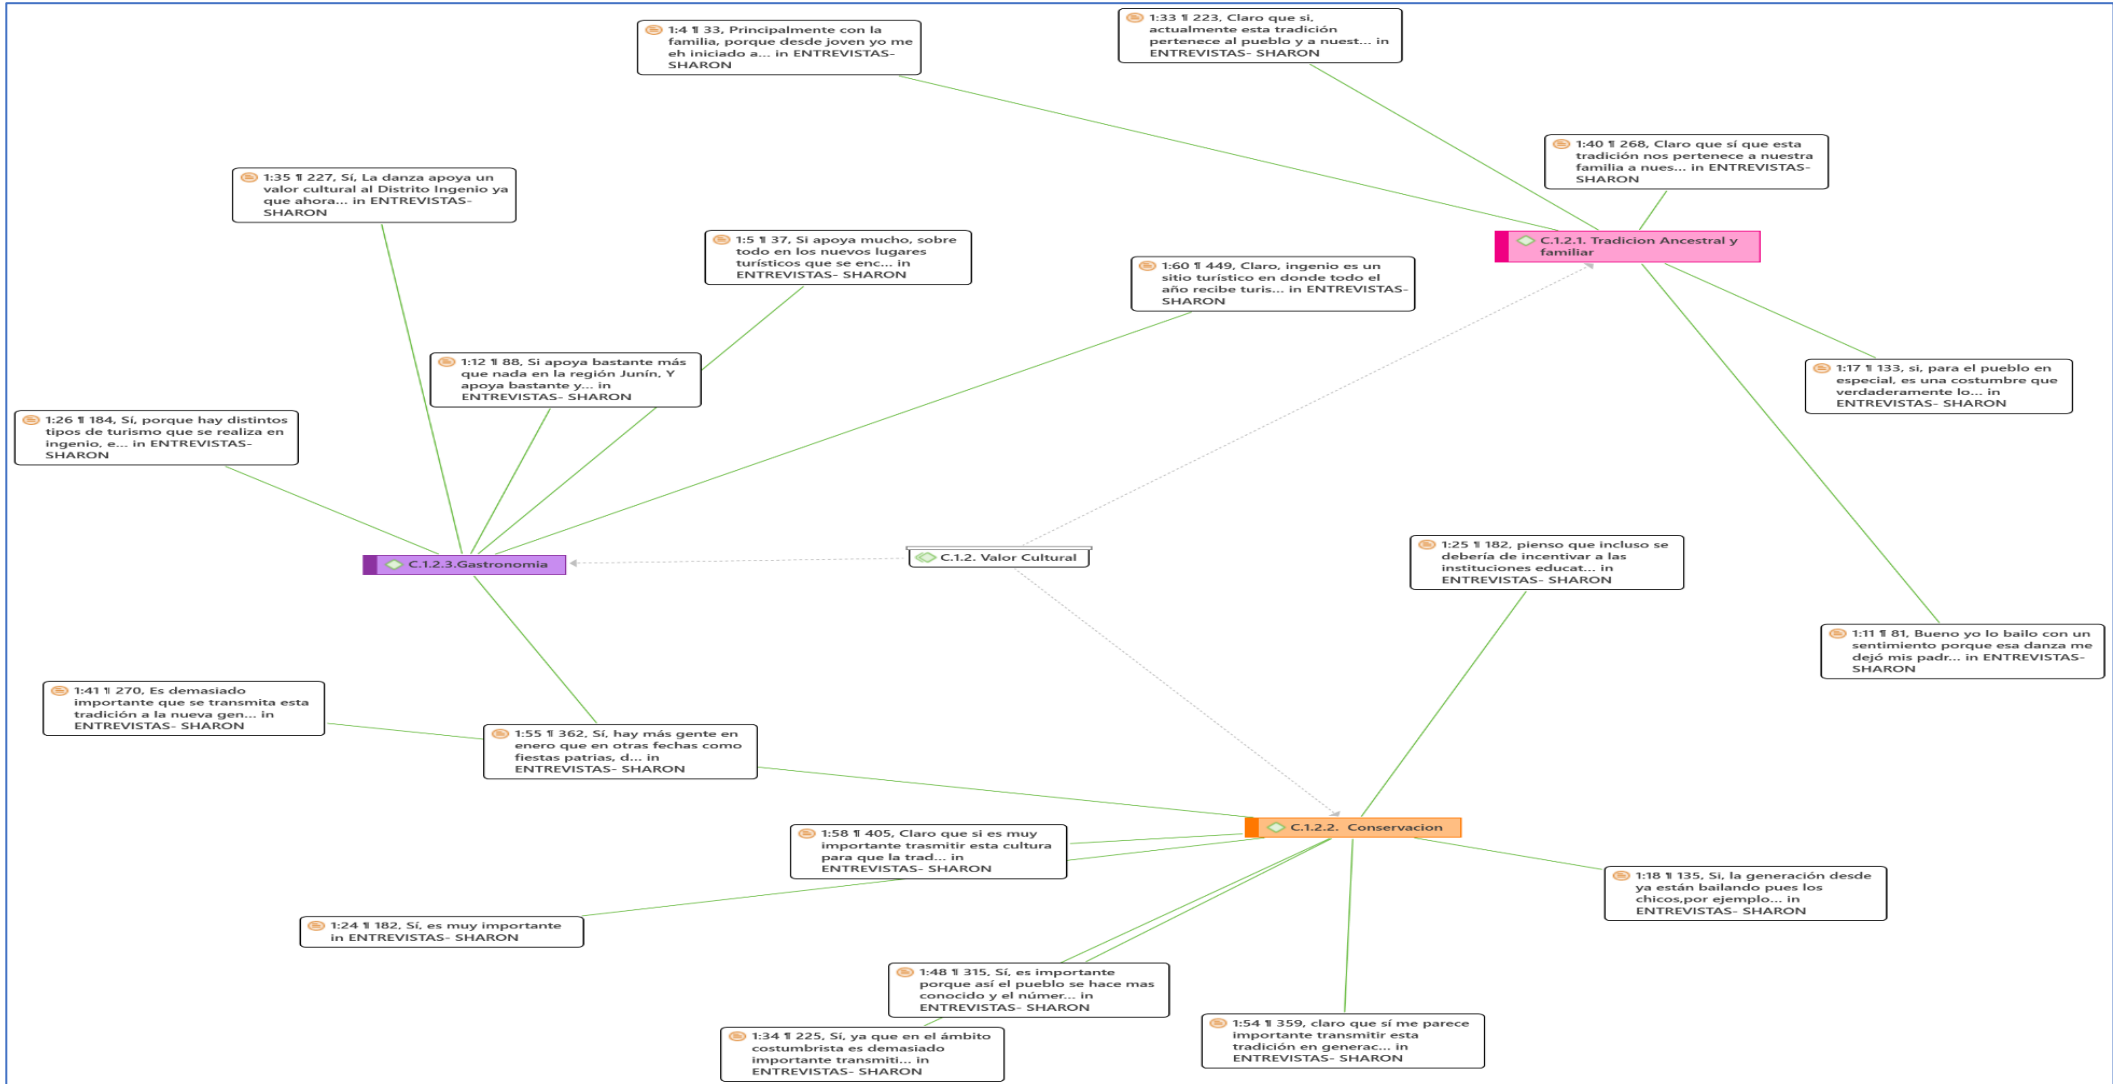 1:4 ¶ 33, Principalmente con la
familia, porque desde joven yo me
eh iniciado a... in ENTREVISTAS-
SHARON
1:33 ¶ 223, Claro que si,
actualmente esta tradición
pertenece al pueblo y a nuest... in
ENTREVISTAS- SHARON
1:40 ¶ 268, Claro que sí que esta
tradición nos pertenece a nuestra
familia a nues... in ENTREVISTAS-
SHARON
1:35 ¶ 227, Sí, La danza apoya un
valor cultural al Distrito Ingenio ya
que ahora... in ENTREVISTAS-
SHARON
1:5 ¶ 37, Si apoya mucho, sobre
todo en los nuevos lugares
turísticos que se enc... in
ENTREVISTAS- SHARON
C.1.2.1. Tradicion Ancestral y
familiar
1:60 ¶ 449, Claro, ingenio es un
sitio turístico en donde todo el
año recibe turis... in ENTREVISTAS-
SHARON
1:12 ¶ 88, Si apoya bastante más
que nada en la región Junín, Y
apoya bastante y... in
ENTREVISTAS- SHARON
1:17 ¶ 133, si, para el pueblo en
especial, es una costumbre que
verdaderamente lo... in
ENTREVISTAS- SHARON
1:26 ¶ 184, Sí, porque hay distintos
tipos de turismo que se realiza en
ingenio, e... in ENTREVISTAS-
SHARON
C.1.2.3.Gastronomia
C.1.2. Valor Cultural
1:25 ¶ 182, pienso que incluso se
debería de incentivar a las
instituciones educat... in
ENTREVISTAS- SHARON
1:11 ¶ 81, Bueno yo lo bailo con un
sentimiento porque esa danza me
dejó mis padr... in ENTREVISTAS-
SHARON
1:41 ¶ 270, Es demasiado
importante que se transmita esta
tradición a la nueva gen... in
ENTREVISTAS- SHARON
1:55 ¶ 362, Sí, hay más gente en
enero que en otras fechas como
fiestas patrias, d... in
ENTREVISTAS- SHARON
C.1.2.2. Conservacion
1:58 ¶ 405, Claro que si es muy
importante trasmitir esta cultura
para que la trad... in
ENTREVISTAS- SHARON
1:18 ¶ 135, Si, la generación desde
ya están bailando pues los
chicos,por ejemplo... in
ENTREVISTAS- SHARON
1:24 ¶ 182, Sí, es muy importante
in ENTREVISTAS- SHARON
1:48 ¶ 315, Sí, es importante
porque así el pueblo se hace mas
conocido y el númer... in
ENTREVISTAS- SHARON
1:54 ¶ 359, claro que sí me parece
importante transmitir esta
tradición en generac... in
ENTREVISTAS- SHARON
1:34 ¶ 225, Sí, ya que en el ámbito
costumbrista es demasiado
importante transmiti... in
ENTREVISTAS- SHARON